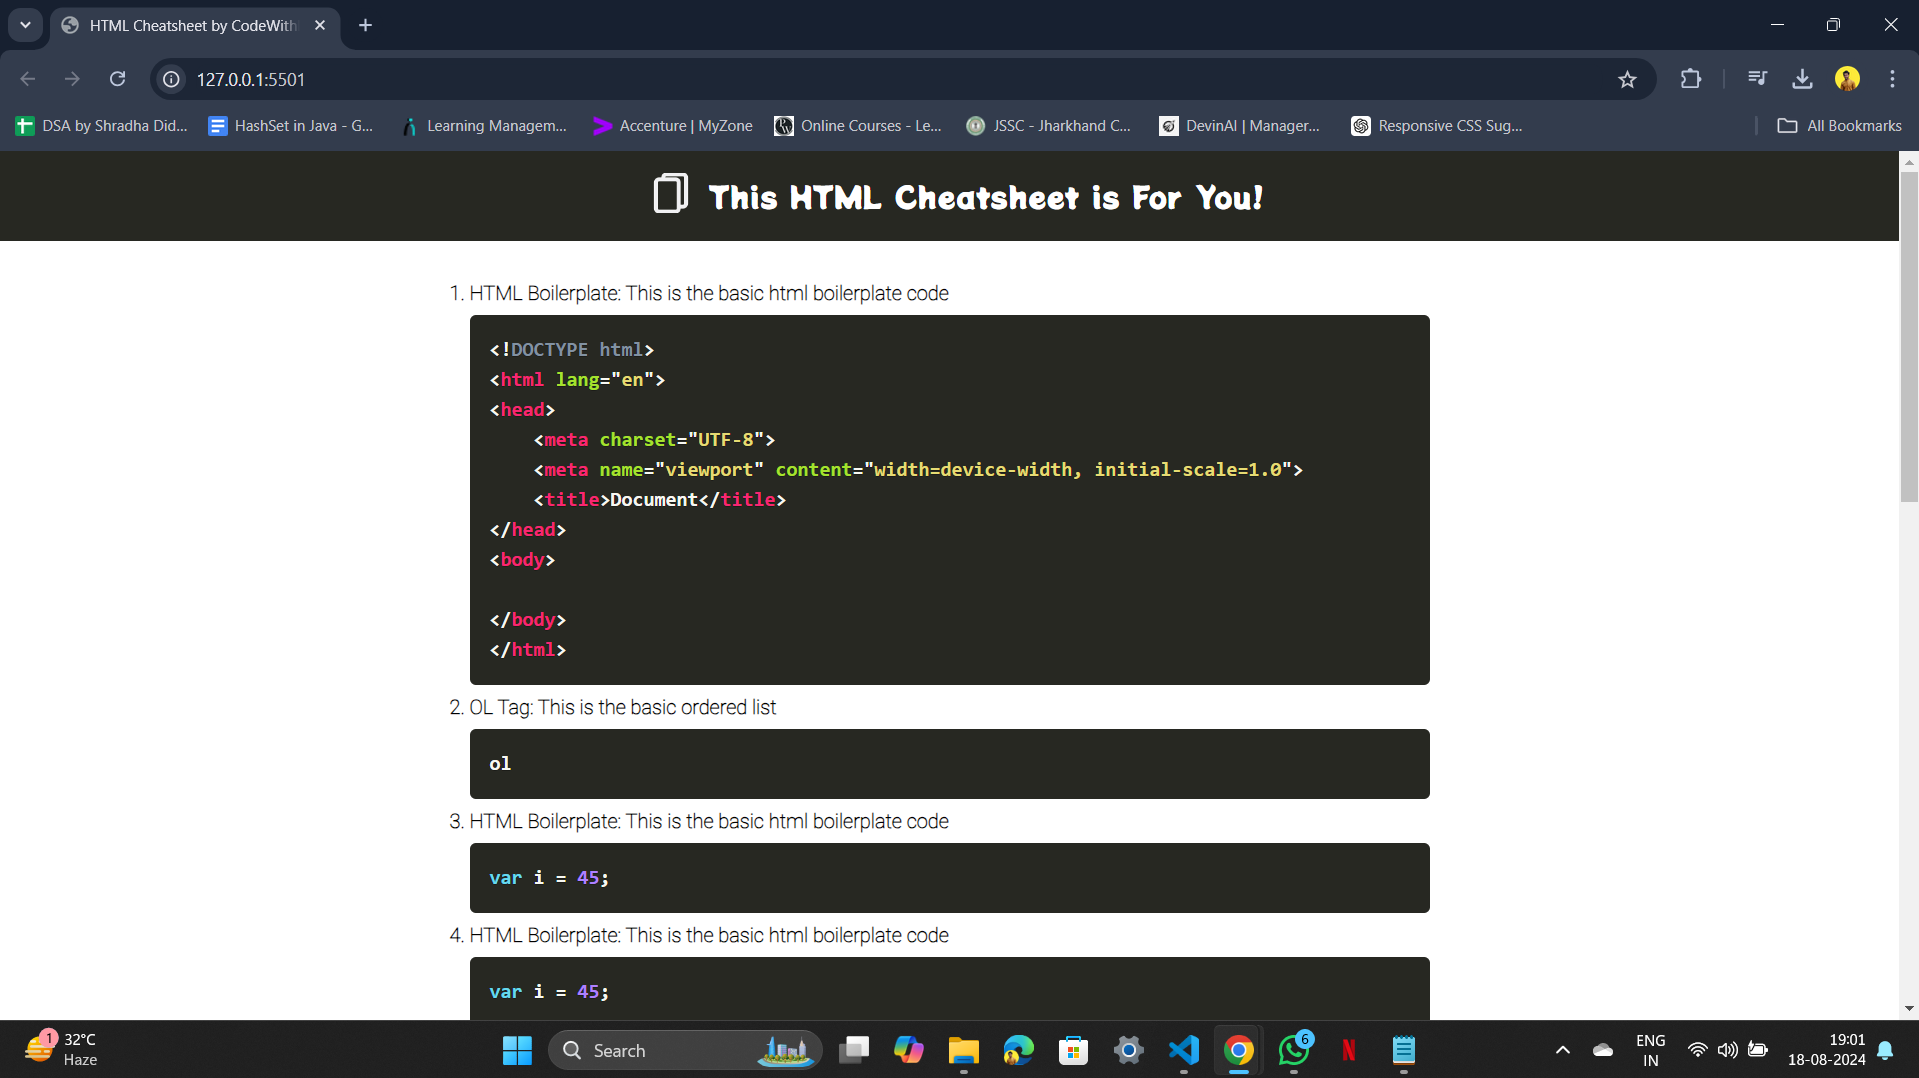 HTML Cheatsheet by CodeWith
127.0.0.1:5501
DSA by Shradha Did...
HashSet in Java - G...
Learning Managem...
Accenture | MyZone
Online Courses - Le...
JSSC - Jharkhand C...
DevinAI | Manager...
Responsive CSS Sug...
All Bookmarks
This HTML Cheatsheet is For You!
1. HTML Boilerplate: This is the basic html boilerplate code
<!DOCTYPE html>
<html lang="en">
<head>
    <meta charset="UTF-8">
    <meta name="viewport" content="width=device-width, initial-scale=1.0">
    <title>Document</title>
</head>
<body>
</body>
</html>
2. OL Tag: This is the basic ordered list
ol
3. HTML Boilerplate: This is the basic html boilerplate code
var i = 45;
4. HTML Boilerplate: This is the basic html boilerplate code
var i = 45;
1
32°C
Haze
Search
6
ENG
IN
19:01
18-08-2024